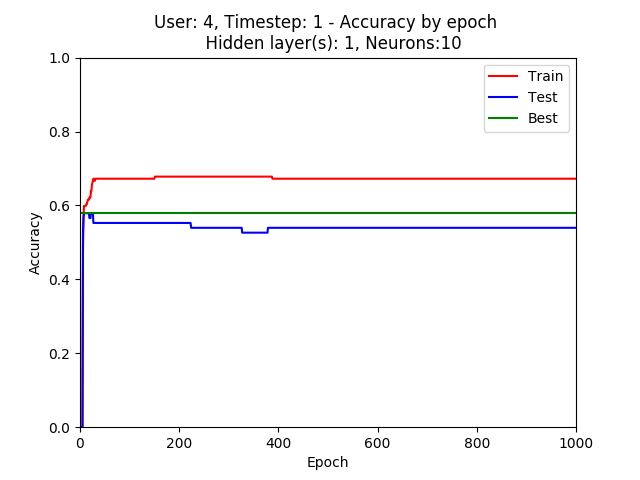 User: 4, Timestep: 1 - Accuracy by epoch
Hidden layer(s): 1, Neurons:10
1.0
Train
Test
Best
0.8
0.6
Accuracy
0.4
0.2
0.0
0 200 400 600 800 1000
Epoch